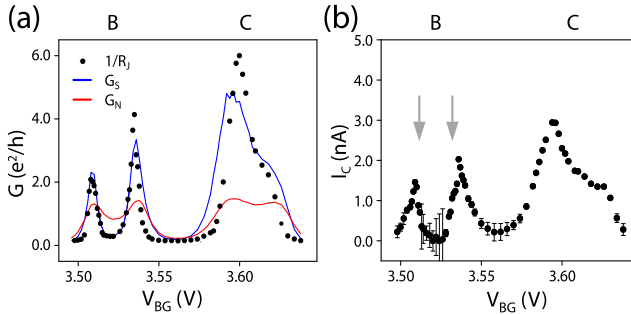 (a)
B
C
6.0
4.0
2.0
0.0
G (e²/h)
1/R_J
G_S
G_N
3.50
3.55
3.60
V_BG (V)
(b)
B
C
5.0
4.0
3.0
2.0
1.0
0.0
I_C (nA)
3.50
3.55
3.60
V_BG (V)